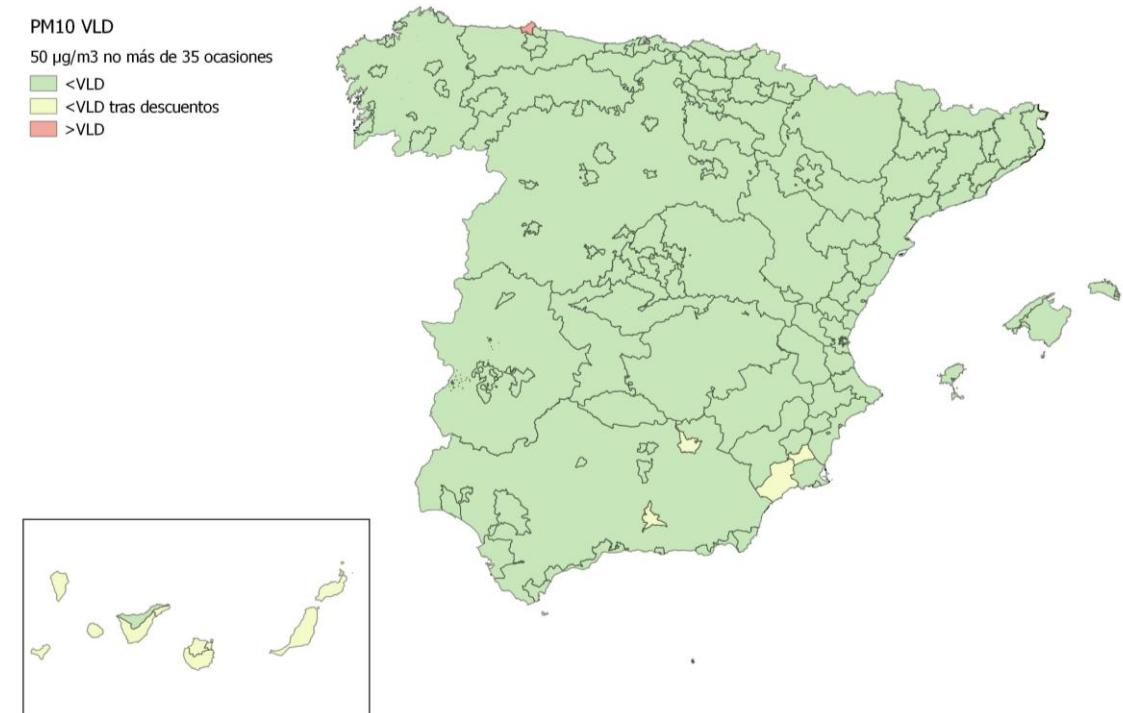 PM10 VLD
50 µg/m3 no más de 35 ocasiones
<VLD
<VLD tras descuentos
>VLD